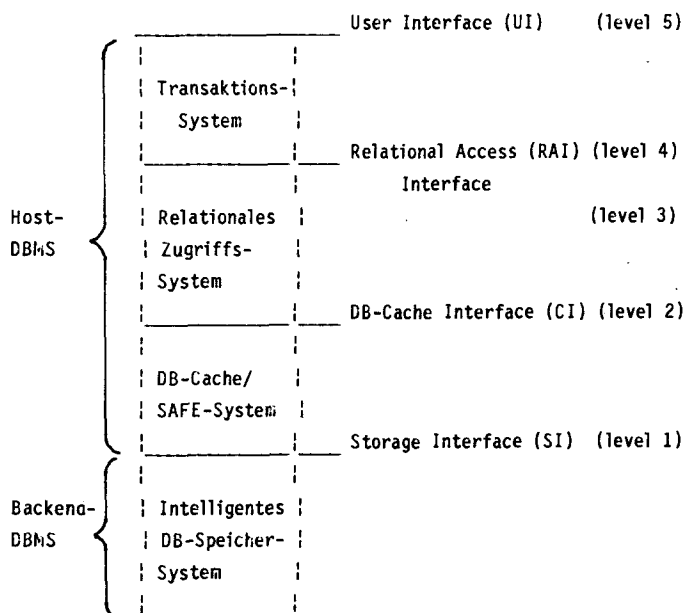 User Interface (UI) (level 5)
Transaktions-
System
Relational Access (RAI) (level 4)
Interface
Host-
DBMS
Relationales
Zugriffs-
System
(level 3)
DB-Cache Interface (CI) (level 2)
DB-Cache/
SAFE-System
Storage Interface (SI) (level 1)
Backend-
DBMS
Intelligentes
DB-Speicher-
System